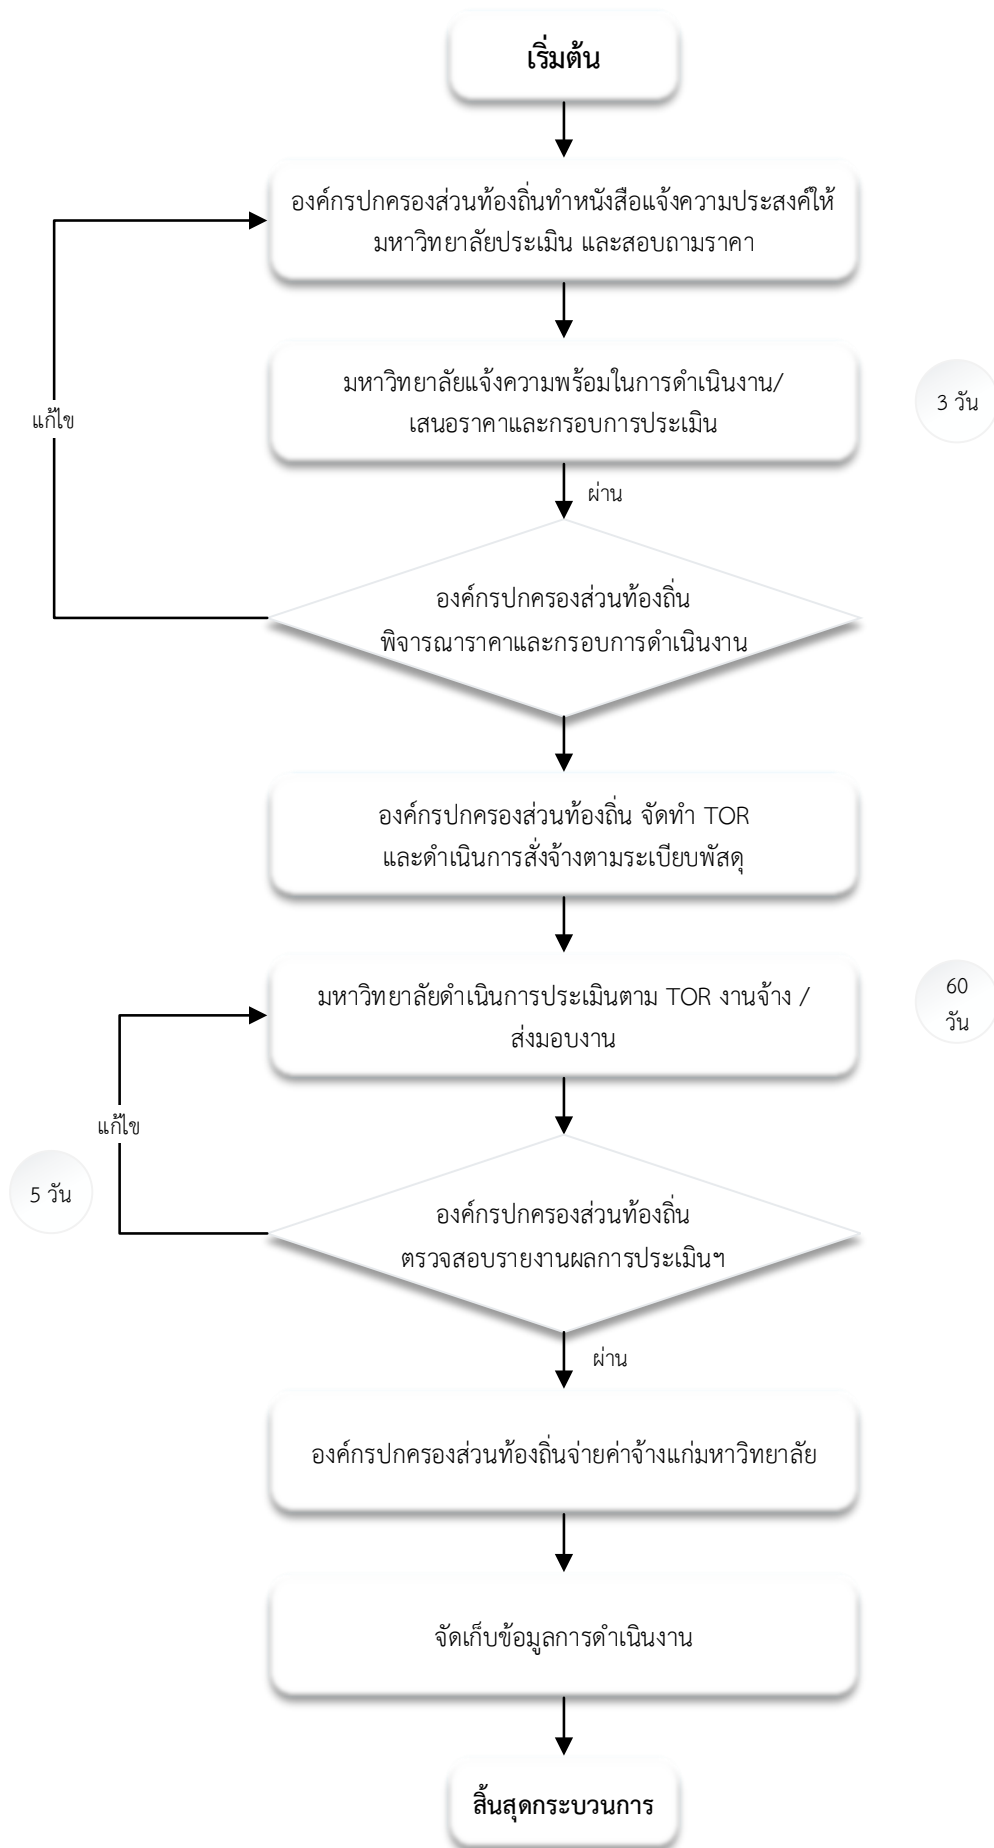 เริ่มต้น
องค์กรปกครองส่วนท้องถิ่นทำหนังสือแจ้งความประสงค์ให้
มหาวิทยาลัยประเมิน และสอบถามราคา
มหาวิทยาลัยแจ้งความพร้อมในการดำเนินงาน/
เสนอราคาและกรอบการประเมิน
3 วัน
แก้ไข
ผ่าน
องค์กรปกครองส่วนท้องถิ่น
พิจารณาราคาและกรอบการดำเนินงาน
องค์กรปกครองส่วนท้องถิ่น จัดทำ TOR
และดำเนินการสั่งจ้างตามระเบียบพัสดุ
มหาวิทยาลัยดำเนินการประเมินตาม TOR งานจ้าง /
ส่งมอบงาน
60
วัน
แก้ไข
5 วัน
องค์กรปกครองส่วนท้องถิ่น
ตรวจสอบรายงานผลการประเมินฯ
ผ่าน
องค์กรปกครองส่วนท้องถิ่นจ่ายค่าจ้างแก่มหาวิทยาลัย
จัดเก็บข้อมูลการดำเนินงาน
สิ้นสุดกระบวนการ